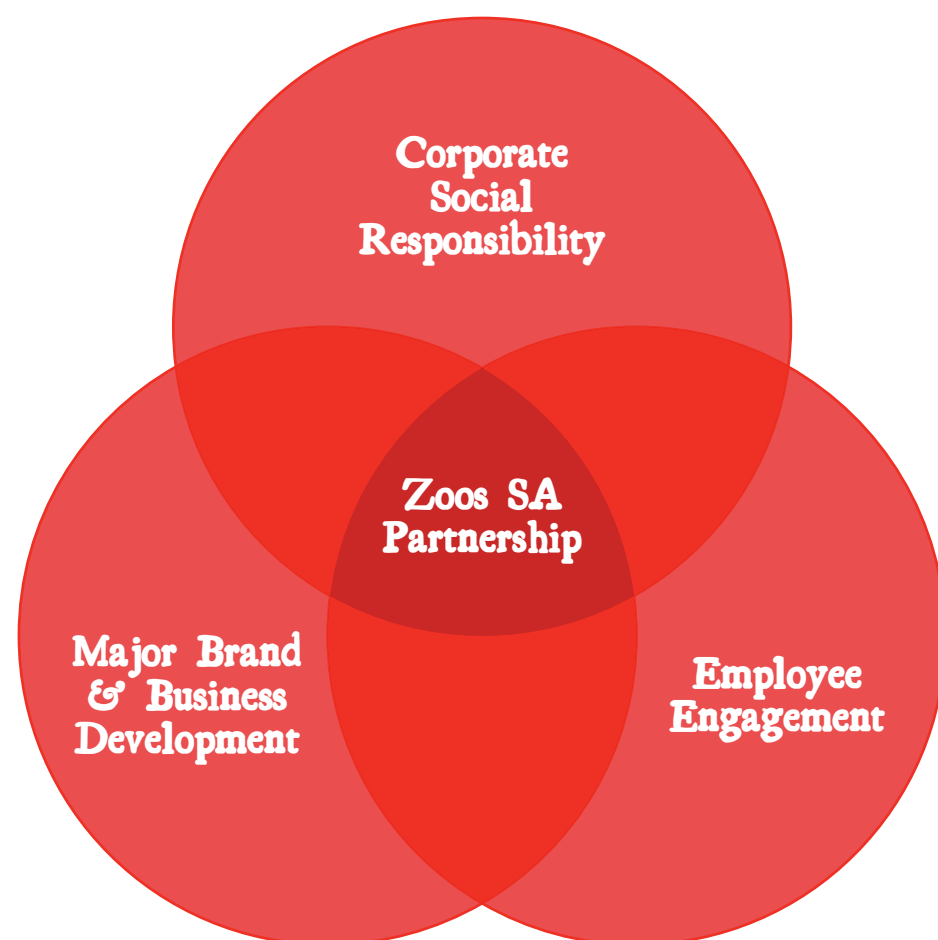 Corporate
Social
Responsibility
Zoos SA
Partnership
Major Brand
& Business
Development
Employee
Engagement